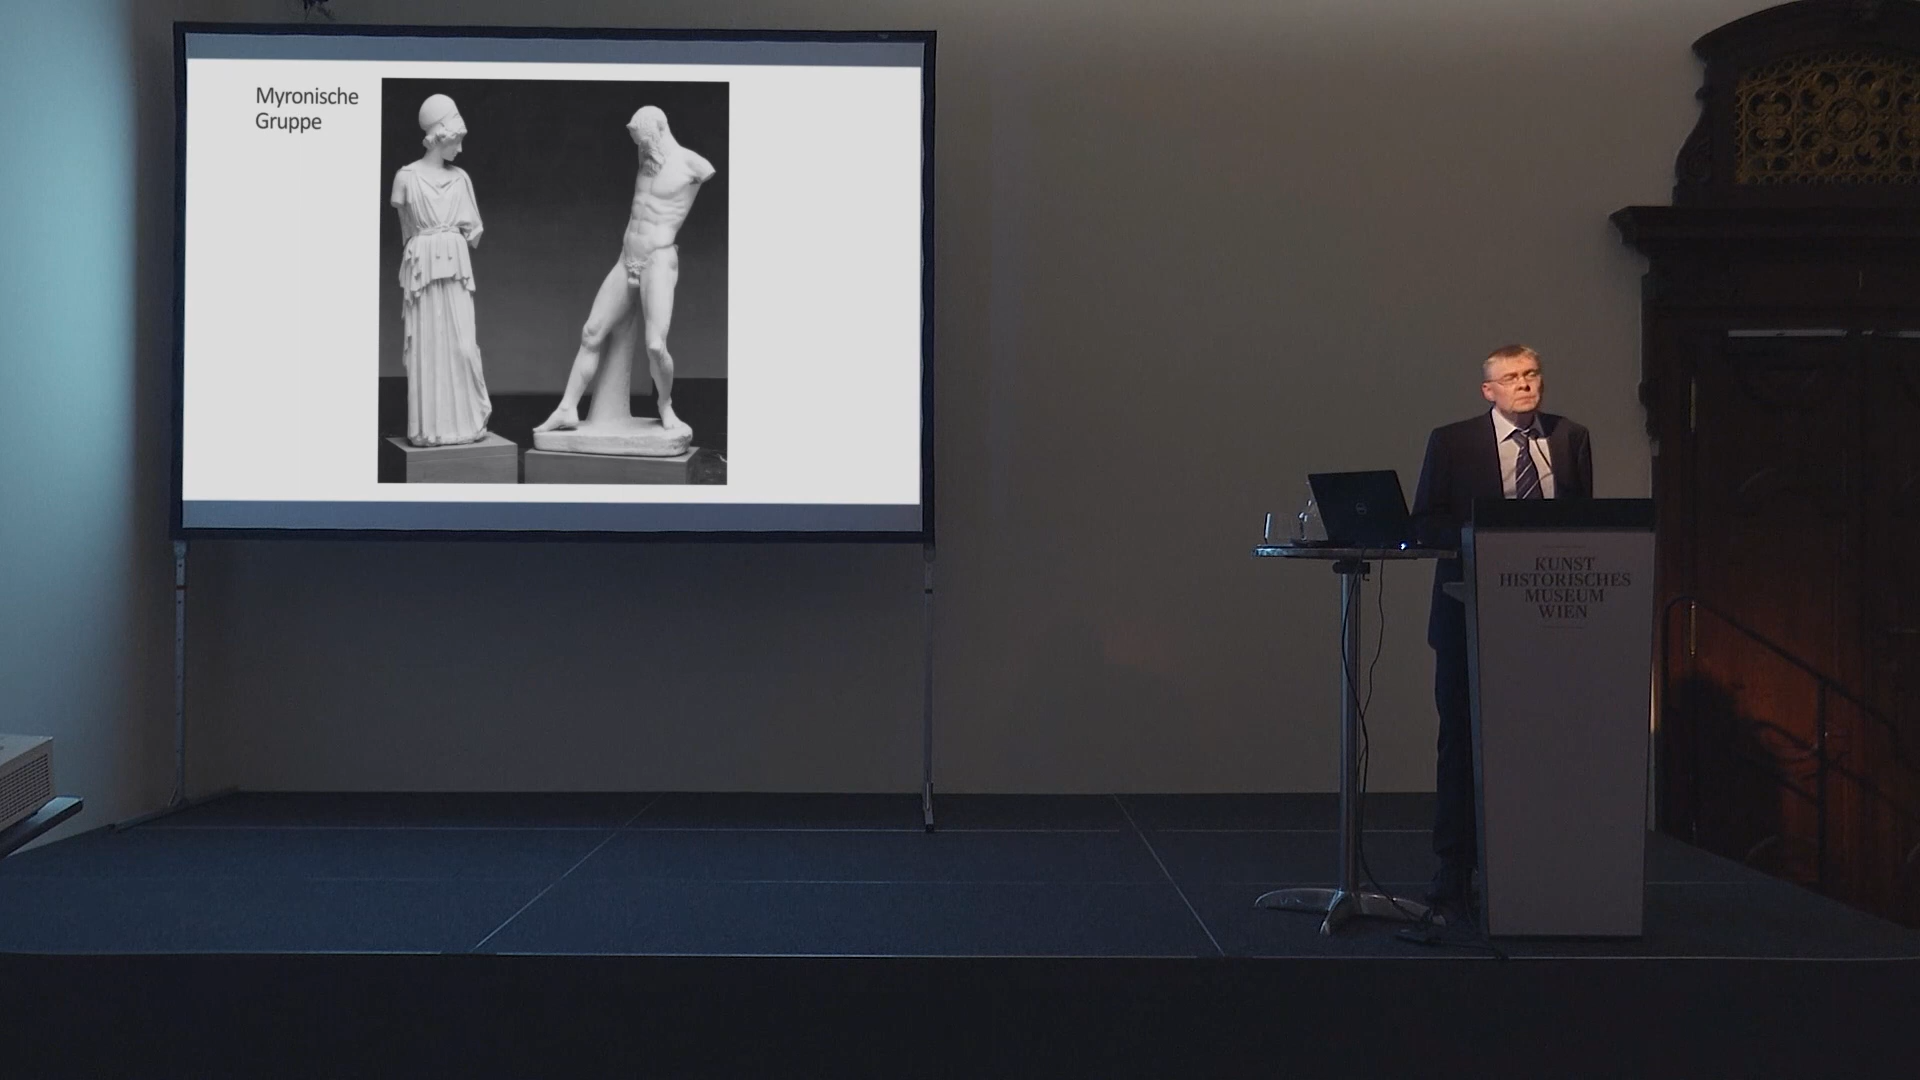 Myronische
Gruppe
KUNST
HISTORISCHES
MUSEUM
WIEN